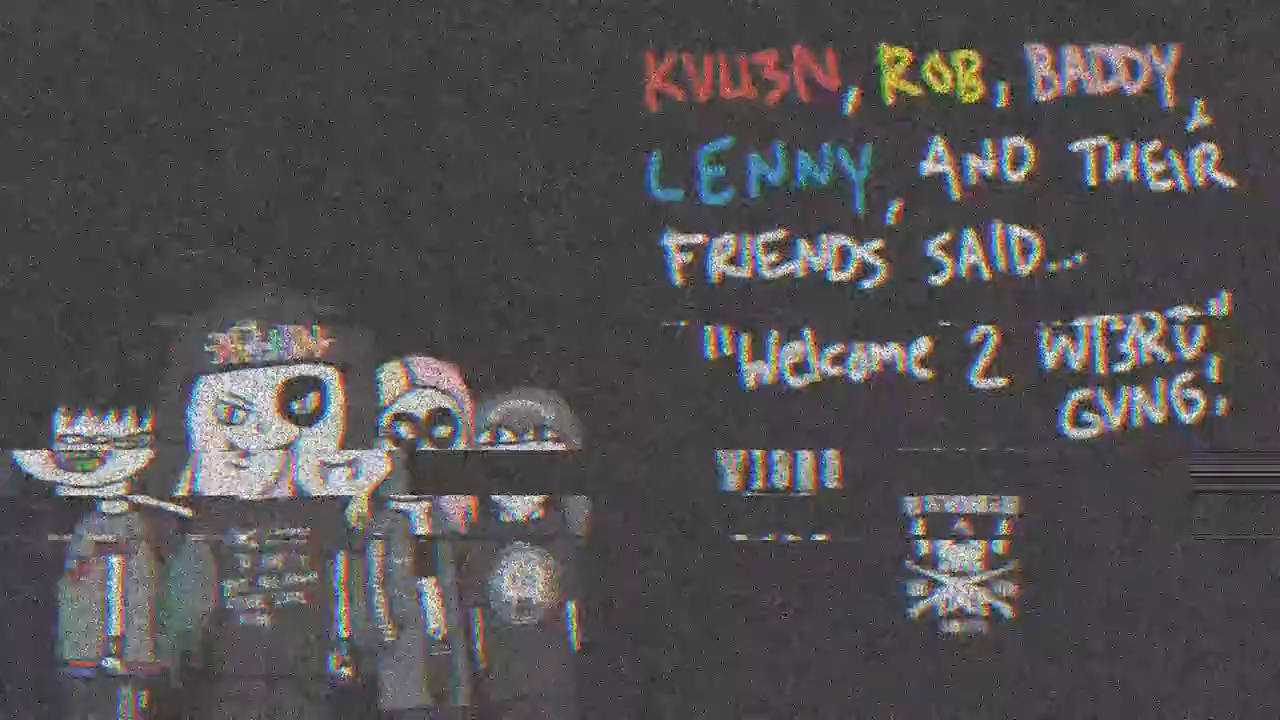 KVU3N, ROB, BADDY,
LENNY, AND THEIR
FRIENDS SAID...
"Welcome 2 WT3RU,"
GVNG!